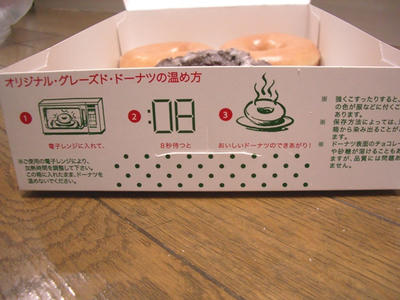 オリジナル・グレーズド・ドーナツの温め方
1
2
:08
3
電子レンジに入れて、
8秒待つと
おいしいドーナツのできあがり!
※ご使用の電子レンジにより、
加熱時間を調整して下さい。
この箱に入れたまま、ドーナツを
温めないでください。
※ 強くこすったりすると、
の色が服などに付くこ
あります。
※ 保存方法によっては、
箱から染み出ることが
ます。
※ ドーナツ表面のチョコレー
や砂糖が溶けることもあ
ますが、品質には問題あ
ません。